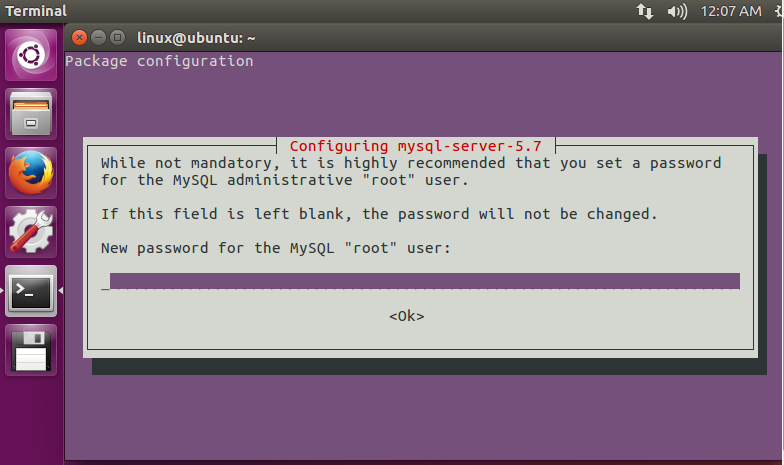 Terminal
12:07 AM
linux@ubuntu: ~
Package configuration
Configuring mysql-server-5.7
While not mandatory, it is highly recommended that you set a password
for the MySQL administrative "root" user.
If this field is left blank, the password will not be changed.
New password for the MySQL "root" user:
<Ok>